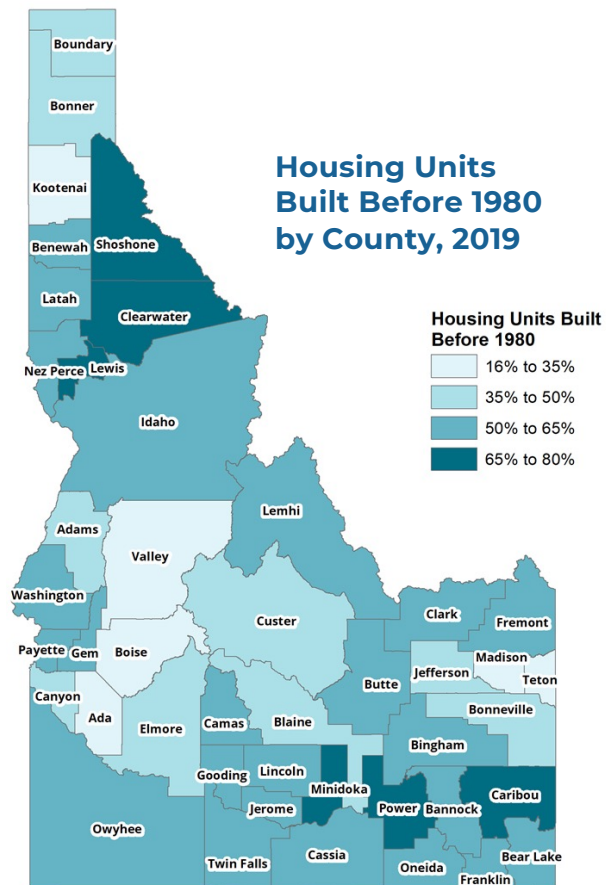 Boundary
Bonner
Housing Units
Built Before 1980
by County, 2019
Kootenai
Benewah
Shoshone
Latah
Clearwater
Housing Units Built
Before 1980
16% to 35%
35% to 50%
50% to 65%
65% to 80%
Nez Perce
Lewis
Idaho
Lemhi
Adams
Valley
Washington
Custer
Clark
Fremont
Payette
Gem
Boise
Madison
Jefferson
Teton
Butte
Canyon
Ada
Elmore
Camas
Blaine
Bonneville
Bingham
Gooding
Lincoln
Minidoka
Caribou
Jerome
Power
Bannock
Owyhee
Twin Falls
Cassia
Oneida
Bear Lake
Franklin